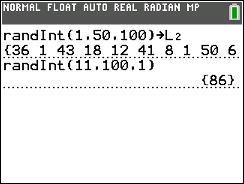 NORMAL FLOAT AUTO REAL RADIAN MP
randInt(1,50,100)→L₂
{36 1 43 18 12 41 8 1 50 6
randInt(11,100,1)
{86}